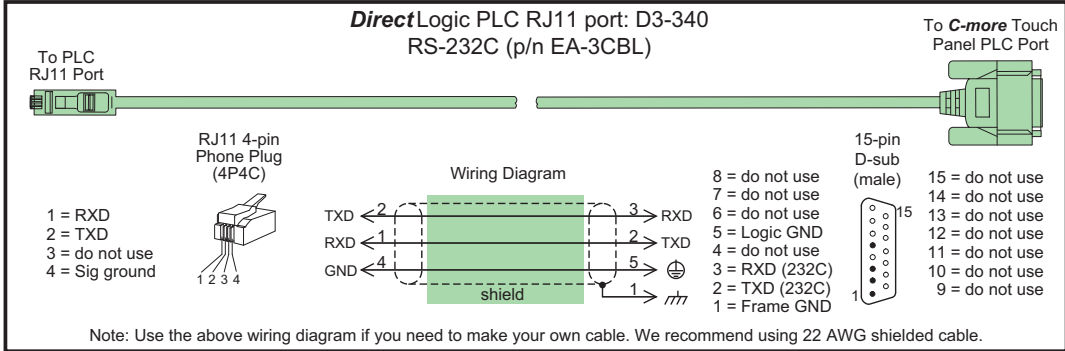 DirectLogic PLC RJ11 port: D3-340
RS-232C (p/n EA-3CBL)
To PLC
RJ11 Port
To C-more Touch
Panel PLC Port
RJ11 4-pin
Phone Plug
(4P4C)
1 = RXD
2 = TXD
3 = do not use
4 = Sig ground
1 2 3 4
Wiring Diagram
TXD 2 3 RXD
RXD 1 2 TXD
GND 4 5
1
shield
8 = do not use
7 = do not use
6 = do not use
5 = Logic GND
4 = do not use
3 = RXD (232C)
2 = TXD (232C)
1 = Frame GND
15-pin
D-sub
(male)
15
1
15 = do not use
14 = do not use
13 = do not use
12 = do not use
11 = do not use
10 = do not use
9 = do not use
Note: Use the above wiring diagram if you need to make your own cable. We recommend using 22 AWG shielded cable.